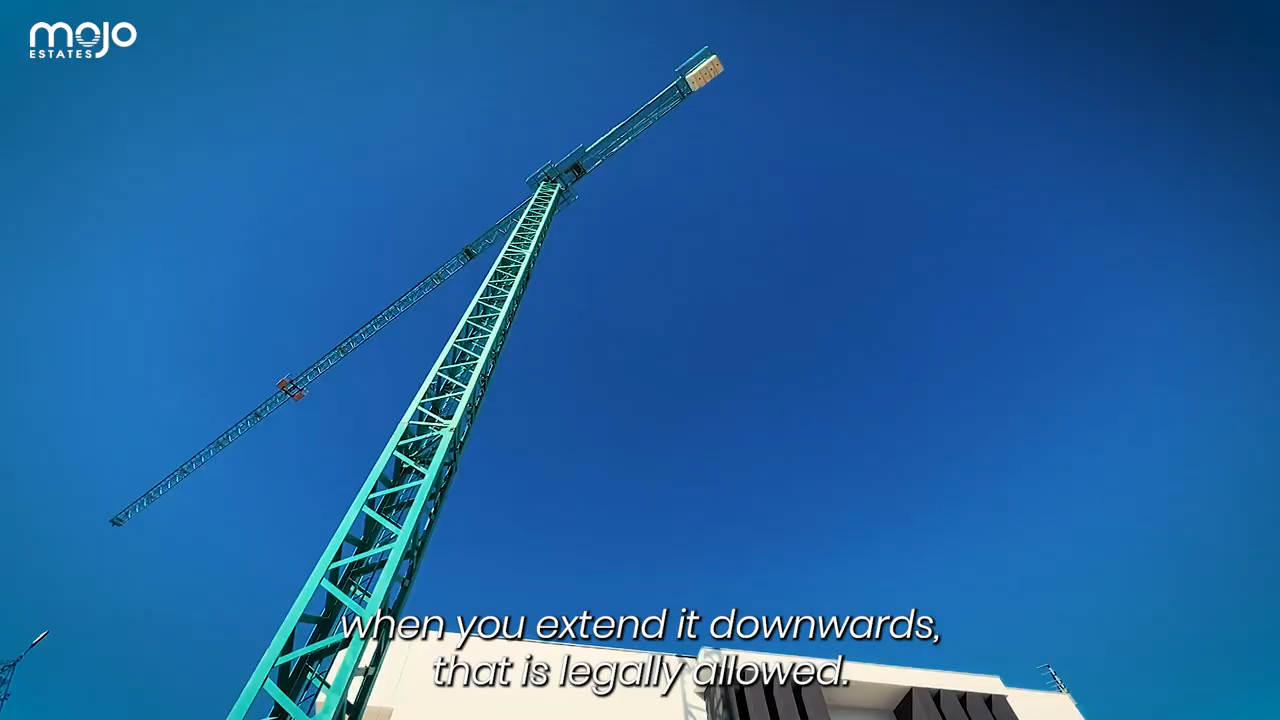 mojo
ESTATES
when you extend it downwards,
that is legally allowed.